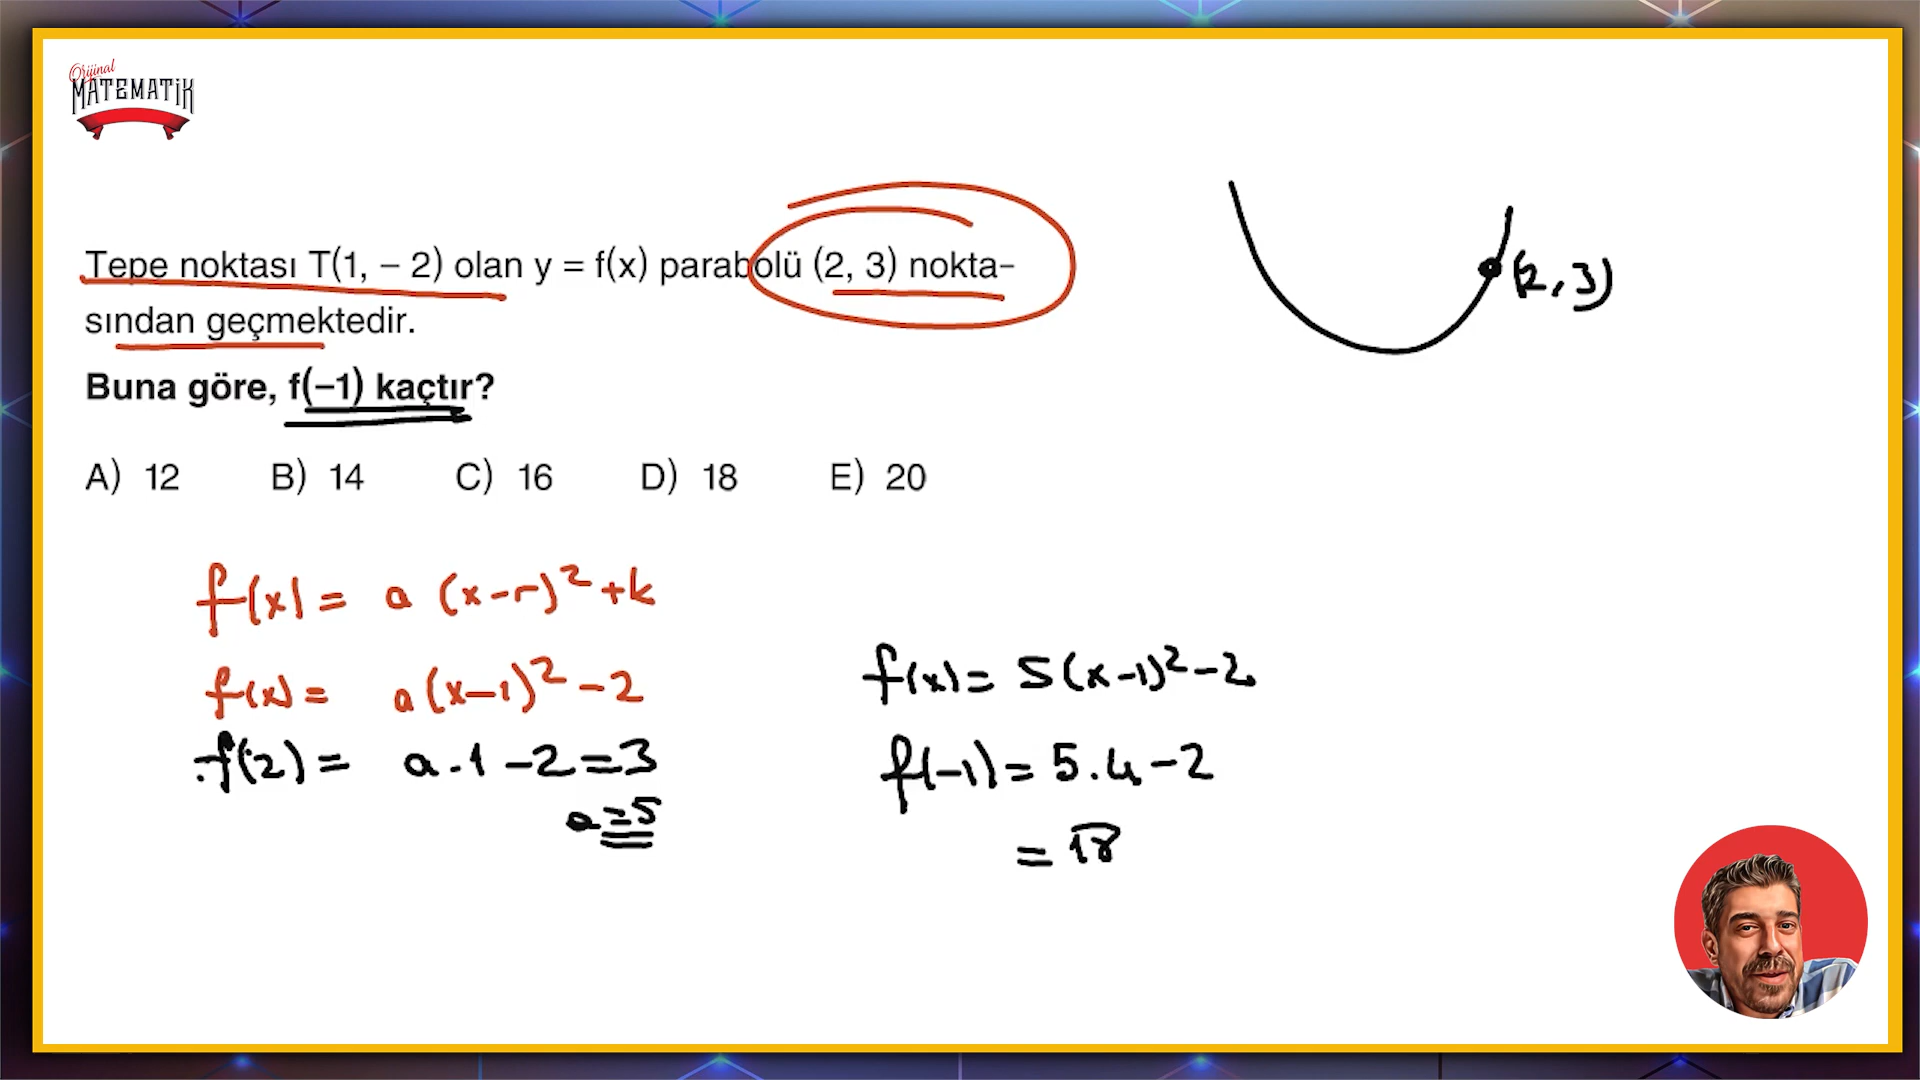 Orijinal
MATEMATİK
Tepe noktası T(1, – 2) olan y = f(x) parabolü (2, 3) nokta-
sından geçmektedir.
(2, 3)
Buna göre, f(–1) kaçtır?
A) 12 B) 14 C) 16 D) 18 E) 20
f(x) = a (x-r)² + k
f(x) = a (x-1)² - 2
f(2) = a . 1 - 2 = 3
a = 5
f(x) = 5 (x-1)² - 2
f(-1) = 5 . 4 - 2
= 18